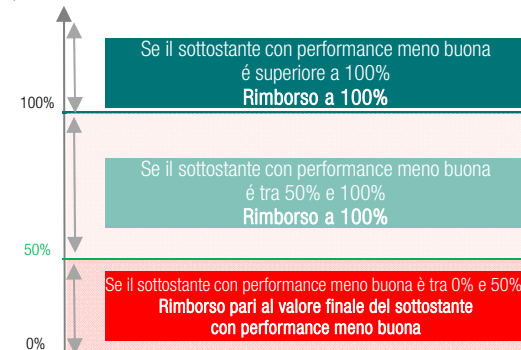 Se il sottostante con performance meno buona
é superiore a 100%
Rimborso a 100%
100%
Se il sottostante con performance meno buona
é tra 50% e 100%
Rimborso a 100%
50%
Se il sottostante con performance meno buona è tra 0% e 50%
Rimborso pari al valore finale del sottostante
con performance meno buona
0%